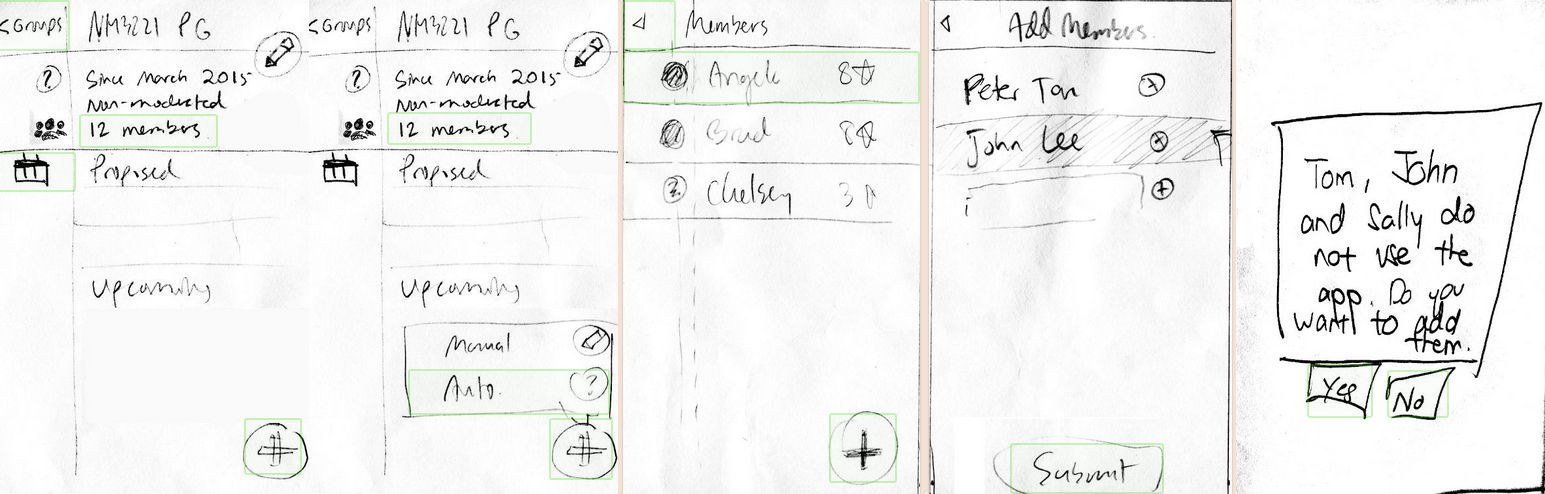 < Groups
NM3221 PG
?
Since March 2015
Non-moderated
12 members
Proposed
Upcoming
< Groups
NM3221 PG
?
Since March 2015
Non-moderated
12 members
Proposed
Upcoming
Manual
Auto.
?
Members
Angela 8
Brad 8
? Chelsey 3
Add Members
Peter Tan
John Lee
Submit
Tom, John
and Sally do
not use the
app. Do you
want to add
them.
Yes
No